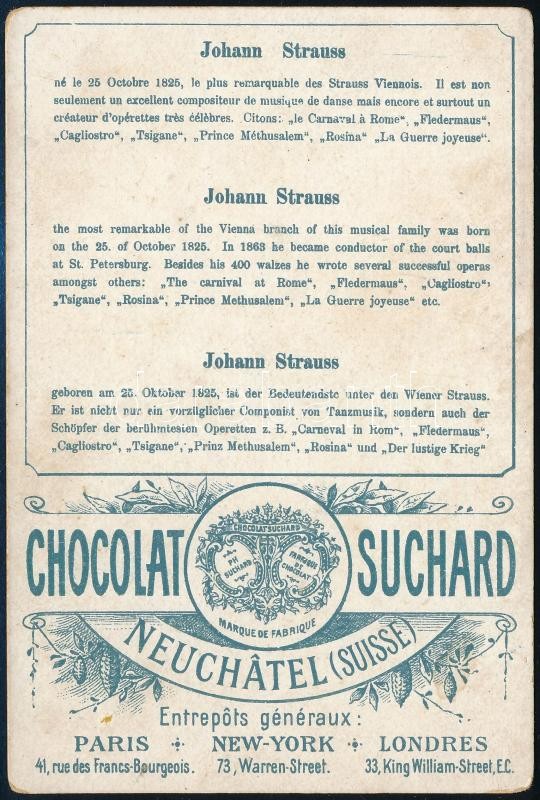 Johann Strauss
né le 25 Octobre 1825, le plus remarquable des Strauss Viennois. Il est non
seulement un excellent compositeur de musique de danse mais encore et surtout un
créateur d'opérettes très célèbres. Citons: „le Carnaval à Rome“, „Fledermaus“,
„Cagliostro“, „Tsigane“, „Prince Méthusalem“, „Rosina“ „La Guerre joyeuse“.
Johann Strauss
the most remarkable of the Vienna branch of this musical family was born
on the 25. of October 1825. In 1863 he became conductor of the court balls
at St. Petersburg. Besides his 400 walzes he wrote several successful operas
amongst others: „The carnival at Rome“, „Fledermaus“, „Cagliostro“,
„Tsigane“, „Rosina“, „Prince Methusalem“, „La Guerre joyeuse“ etc.
Johann Strauss
geboren am 25. Oktober 1825, ist der Bedeutendste unter den Wiener Strauss.
Er ist nicht nur ein vorzüglicher Componist von Tanzmusik, sondern auch der
Schöpfer der berühmtesten Operetten z. B. „Carneval in Rom“, „Fledermaus“,
„Cagliostro“, „Tsigane“, „Prinz Methusalem“, „Rosina“ und „Der lustige Krieg“
CHOCOLAT SUCHARD
CHOCOLAT SUCHARD
PH
SUCHARD
FABRIQUE
DE
CHOCOLAT
MARQUE DE FABRIQUE
NEUCHÂTEL (SUISSE)
Entrepôts généraux:
PARIS NEW-YORK LONDRES
41, rue des Francs-Bourgeois. 73, Warren-Street. 33, King William-Street, E.C.